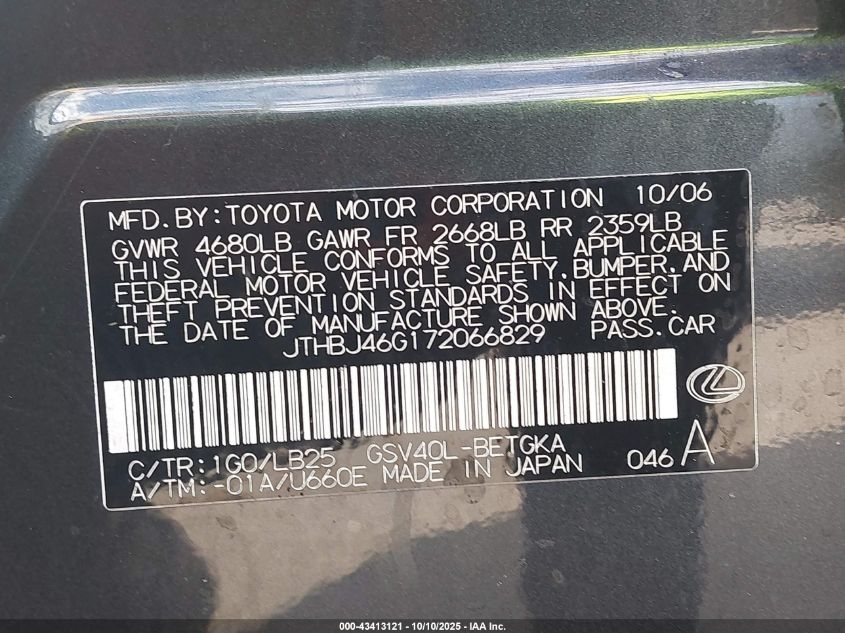 MFD. BY: TOYOTA MOTOR CORPORATION 10/06
GVWR 4680LB GAWR FR 2668LB RR 2359LB
THIS VEHICLE CONFORMS TO ALL APPLICABLE
FEDERAL MOTOR VEHICLE SAFETY, BUMPER, AND
THEFT PREVENTION STANDARDS IN EFFECT ON
THE DATE OF MANUFACTURE SHOWN ABOVE.
JTHBJ46G172066829 PASS. CAR
C/TR: 1G0/LB25 GSV40L-BETGKA
A/TM: -01A/U660E MADE IN JAPAN 046 A
000-43413121 - 10/10/2025 - IAA Inc.